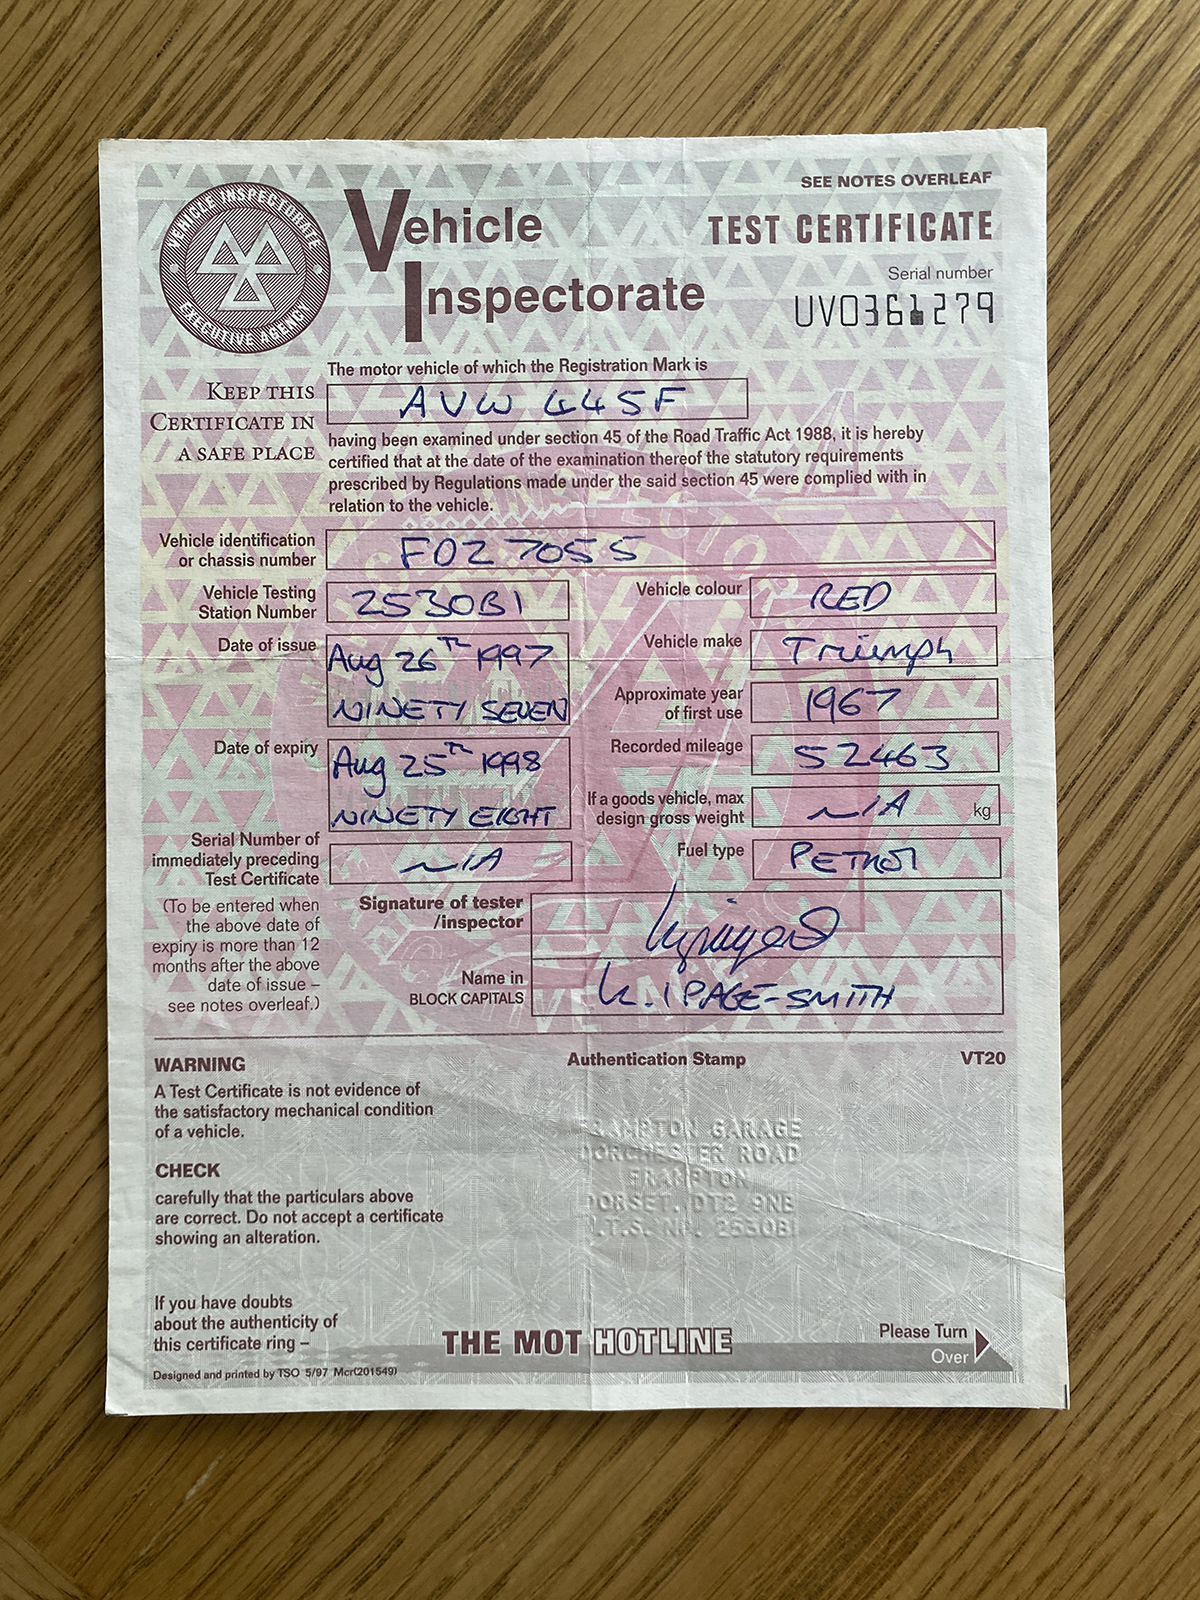 SEE NOTES OVERLEAF
VEHICLE INSPECTORATE
EXECUTIVE AGENCY
Vehicle
Inspectorate
TEST CERTIFICATE
Serial number
UV0361279
KEEP THIS
CERTIFICATE IN
A SAFE PLACE
The motor vehicle of which the Registration Mark is
AVW 445F
having been examined under section 45 of the Road Traffic Act 1988, it is hereby
certified that at the date of the examination thereof the statutory requirements
prescribed by Regulations made under the said section 45 were complied with in
relation to the vehicle.
Vehicle identification
or chassis number
FO27055
Vehicle Testing
Station Number
2530B1
Vehicle colour
RED
Date of issue
Aug 26TH 1997
NINETY SEVEN
Vehicle make
Triumph
Approximate year
of first use
1967
Date of expiry
Aug 25TH 1998
NINETY EIGHT
Recorded mileage
52463
If a goods vehicle, max
design gross weight
N/A
kg
Serial Number of
immediately preceding
Test Certificate
N/A
Fuel type
PETROL
(To be entered when
the above date of
expiry is more than 12
months after the above
date of issue –
see notes overleaf.)
Signature of tester
/inspector
Name in
BLOCK CAPITALS
PAGE-SMITH
WARNING
A Test Certificate is not evidence of
the satisfactory mechanical condition
of a vehicle.
Authentication Stamp
VT20
FRAMPTON GARAGE
DORCHESTER ROAD
FRAMPTON
DORSET. DT2 9NB
V.T.S. No. 2530B1
CHECK
carefully that the particulars above
are correct. Do not accept a certificate
showing an alteration.
If you have doubts
about the authenticity of
this certificate ring –
THE MOT HOTLINE
Please Turn
Over
Designed and printed by TSO 5/97 Mcr(201549)